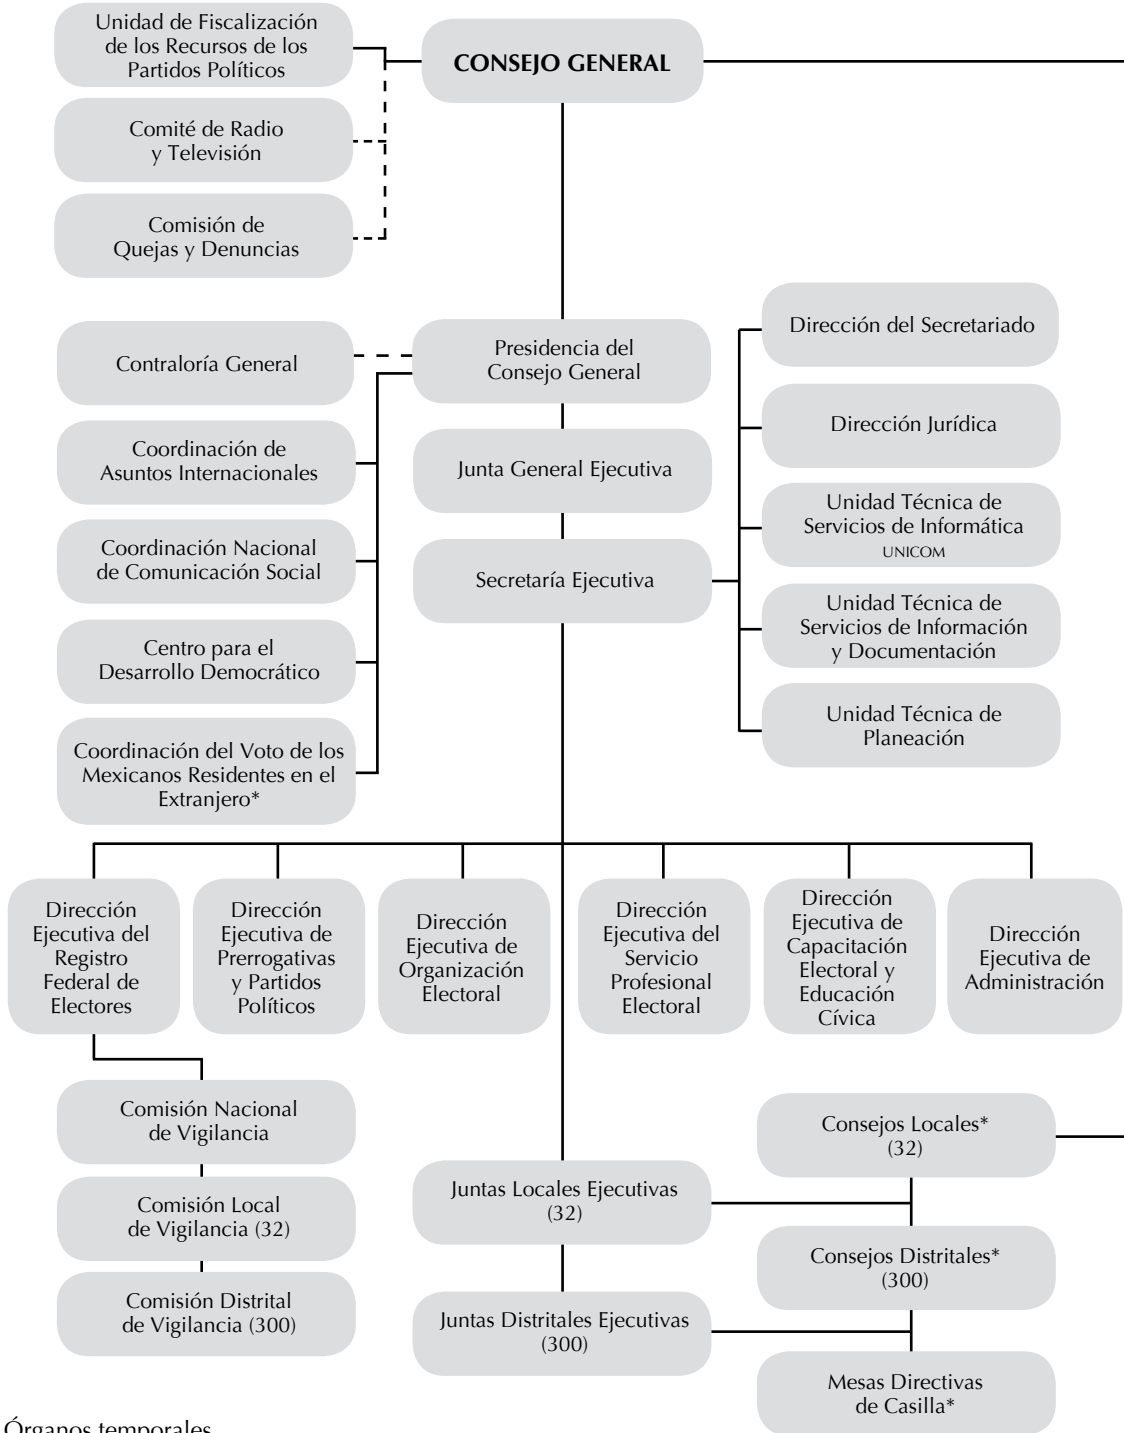 Unidad de Fiscalización
de los Recursos de los
Partidos Políticos
CONSEJO GENERAL
Comité de Radio
y Televisión
Comisión de
Quejas y Denuncias
Contraloría General
Presidencia del
Consejo General
Coordinación de
Asuntos Internacionales
Junta General Ejecutiva
Coordinación Nacional
de Comunicación Social
Secretaría Ejecutiva
Centro para el
Desarrollo Democrático
Coordinación del Voto de los
Mexicanos Residentes en el
Extranjero*
Dirección del Secretariado
Dirección Jurídica
Unidad Técnica de
Servicios de Informática
UNICOM
Unidad Técnica de
Servicios de Información
y Documentación
Unidad Técnica de
Planeación
Dirección
Ejecutiva del
Registro
Federal de
Electores
Dirección
Ejecutiva de
Prerrogativas
y Partidos
Políticos
Dirección
Ejecutiva de
Organización
Electoral
Dirección
Ejecutiva del
Servicio
Profesional
Electoral
Dirección
Ejecutiva de
Capacitación
Electoral y
Educación
Cívica
Dirección
Ejecutiva de
Administración
Comisión Nacional
de Vigilancia
Comisión Local
de Vigilancia (32)
Comisión Distrital
de Vigilancia (300)
Juntas Locales Ejecutivas
(32)
Juntas Distritales Ejecutivas
(300)
Consejos Locales*
(32)
Consejos Distritales*
(300)
Mesas Directivas
de Casilla*
Órganos temporales